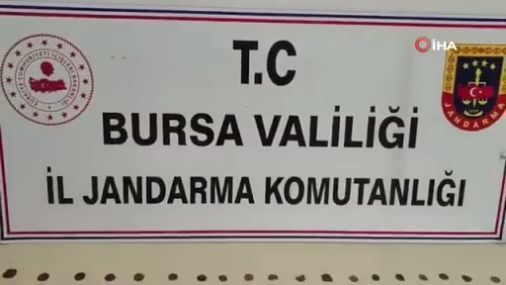 İHA
T.C
BURSA VALİLİĞİ
İL JANDARMA KOMUTANLIĞI
JANDARMA